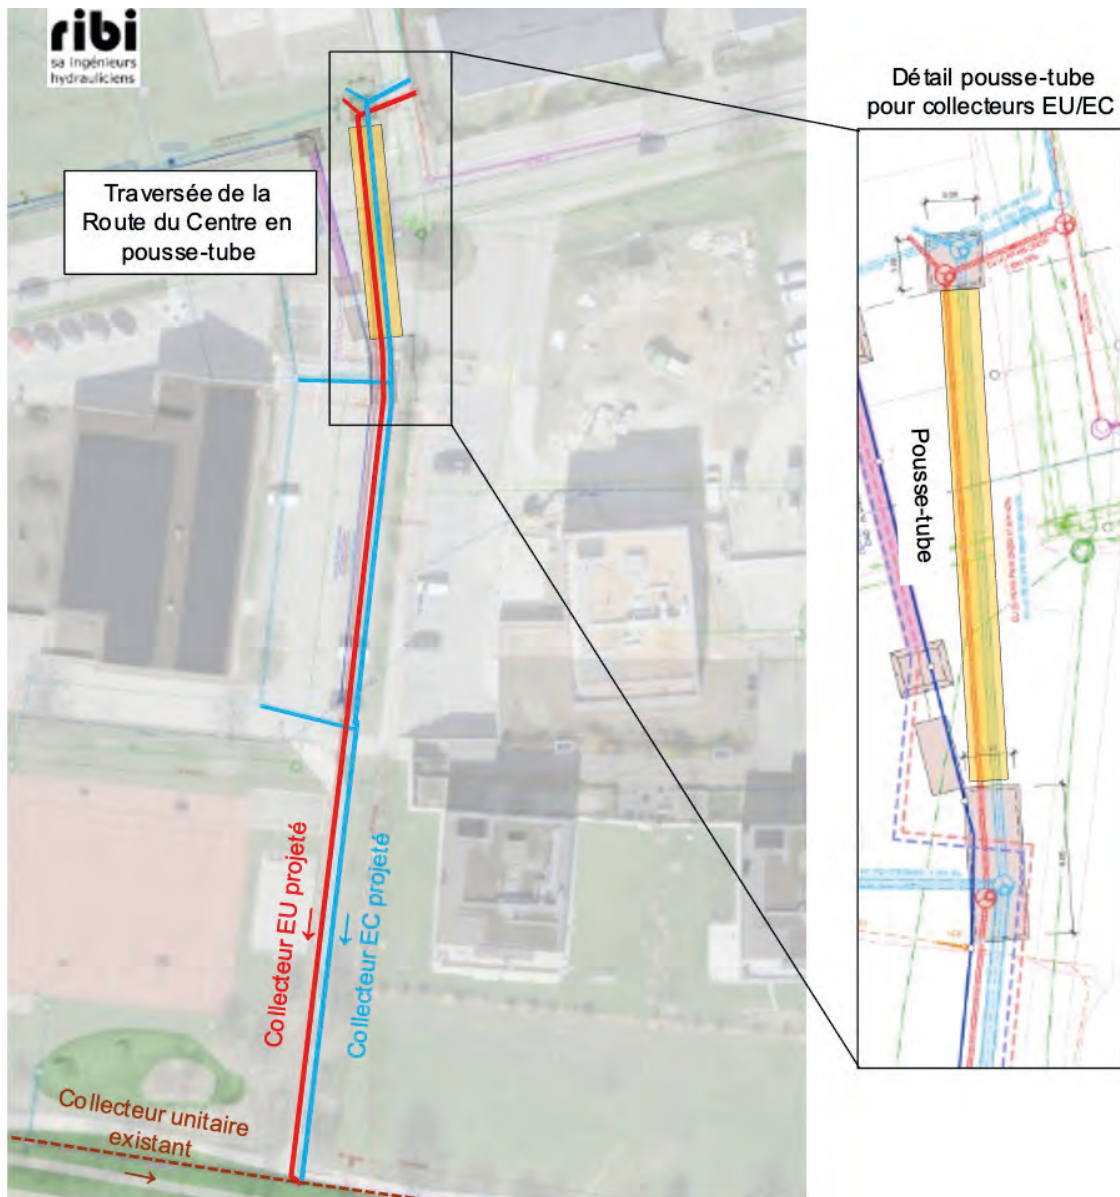 ribi
sa ingénieurs
hydrauliciens
Détail pousse-tube
pour collecteurs EU/EC
Traversée de la
Route du Centre en
pousse-tube
Pousse-tube
Collecteur EU projeté
Collecteur EC projeté
Collecteur unitaire
existant